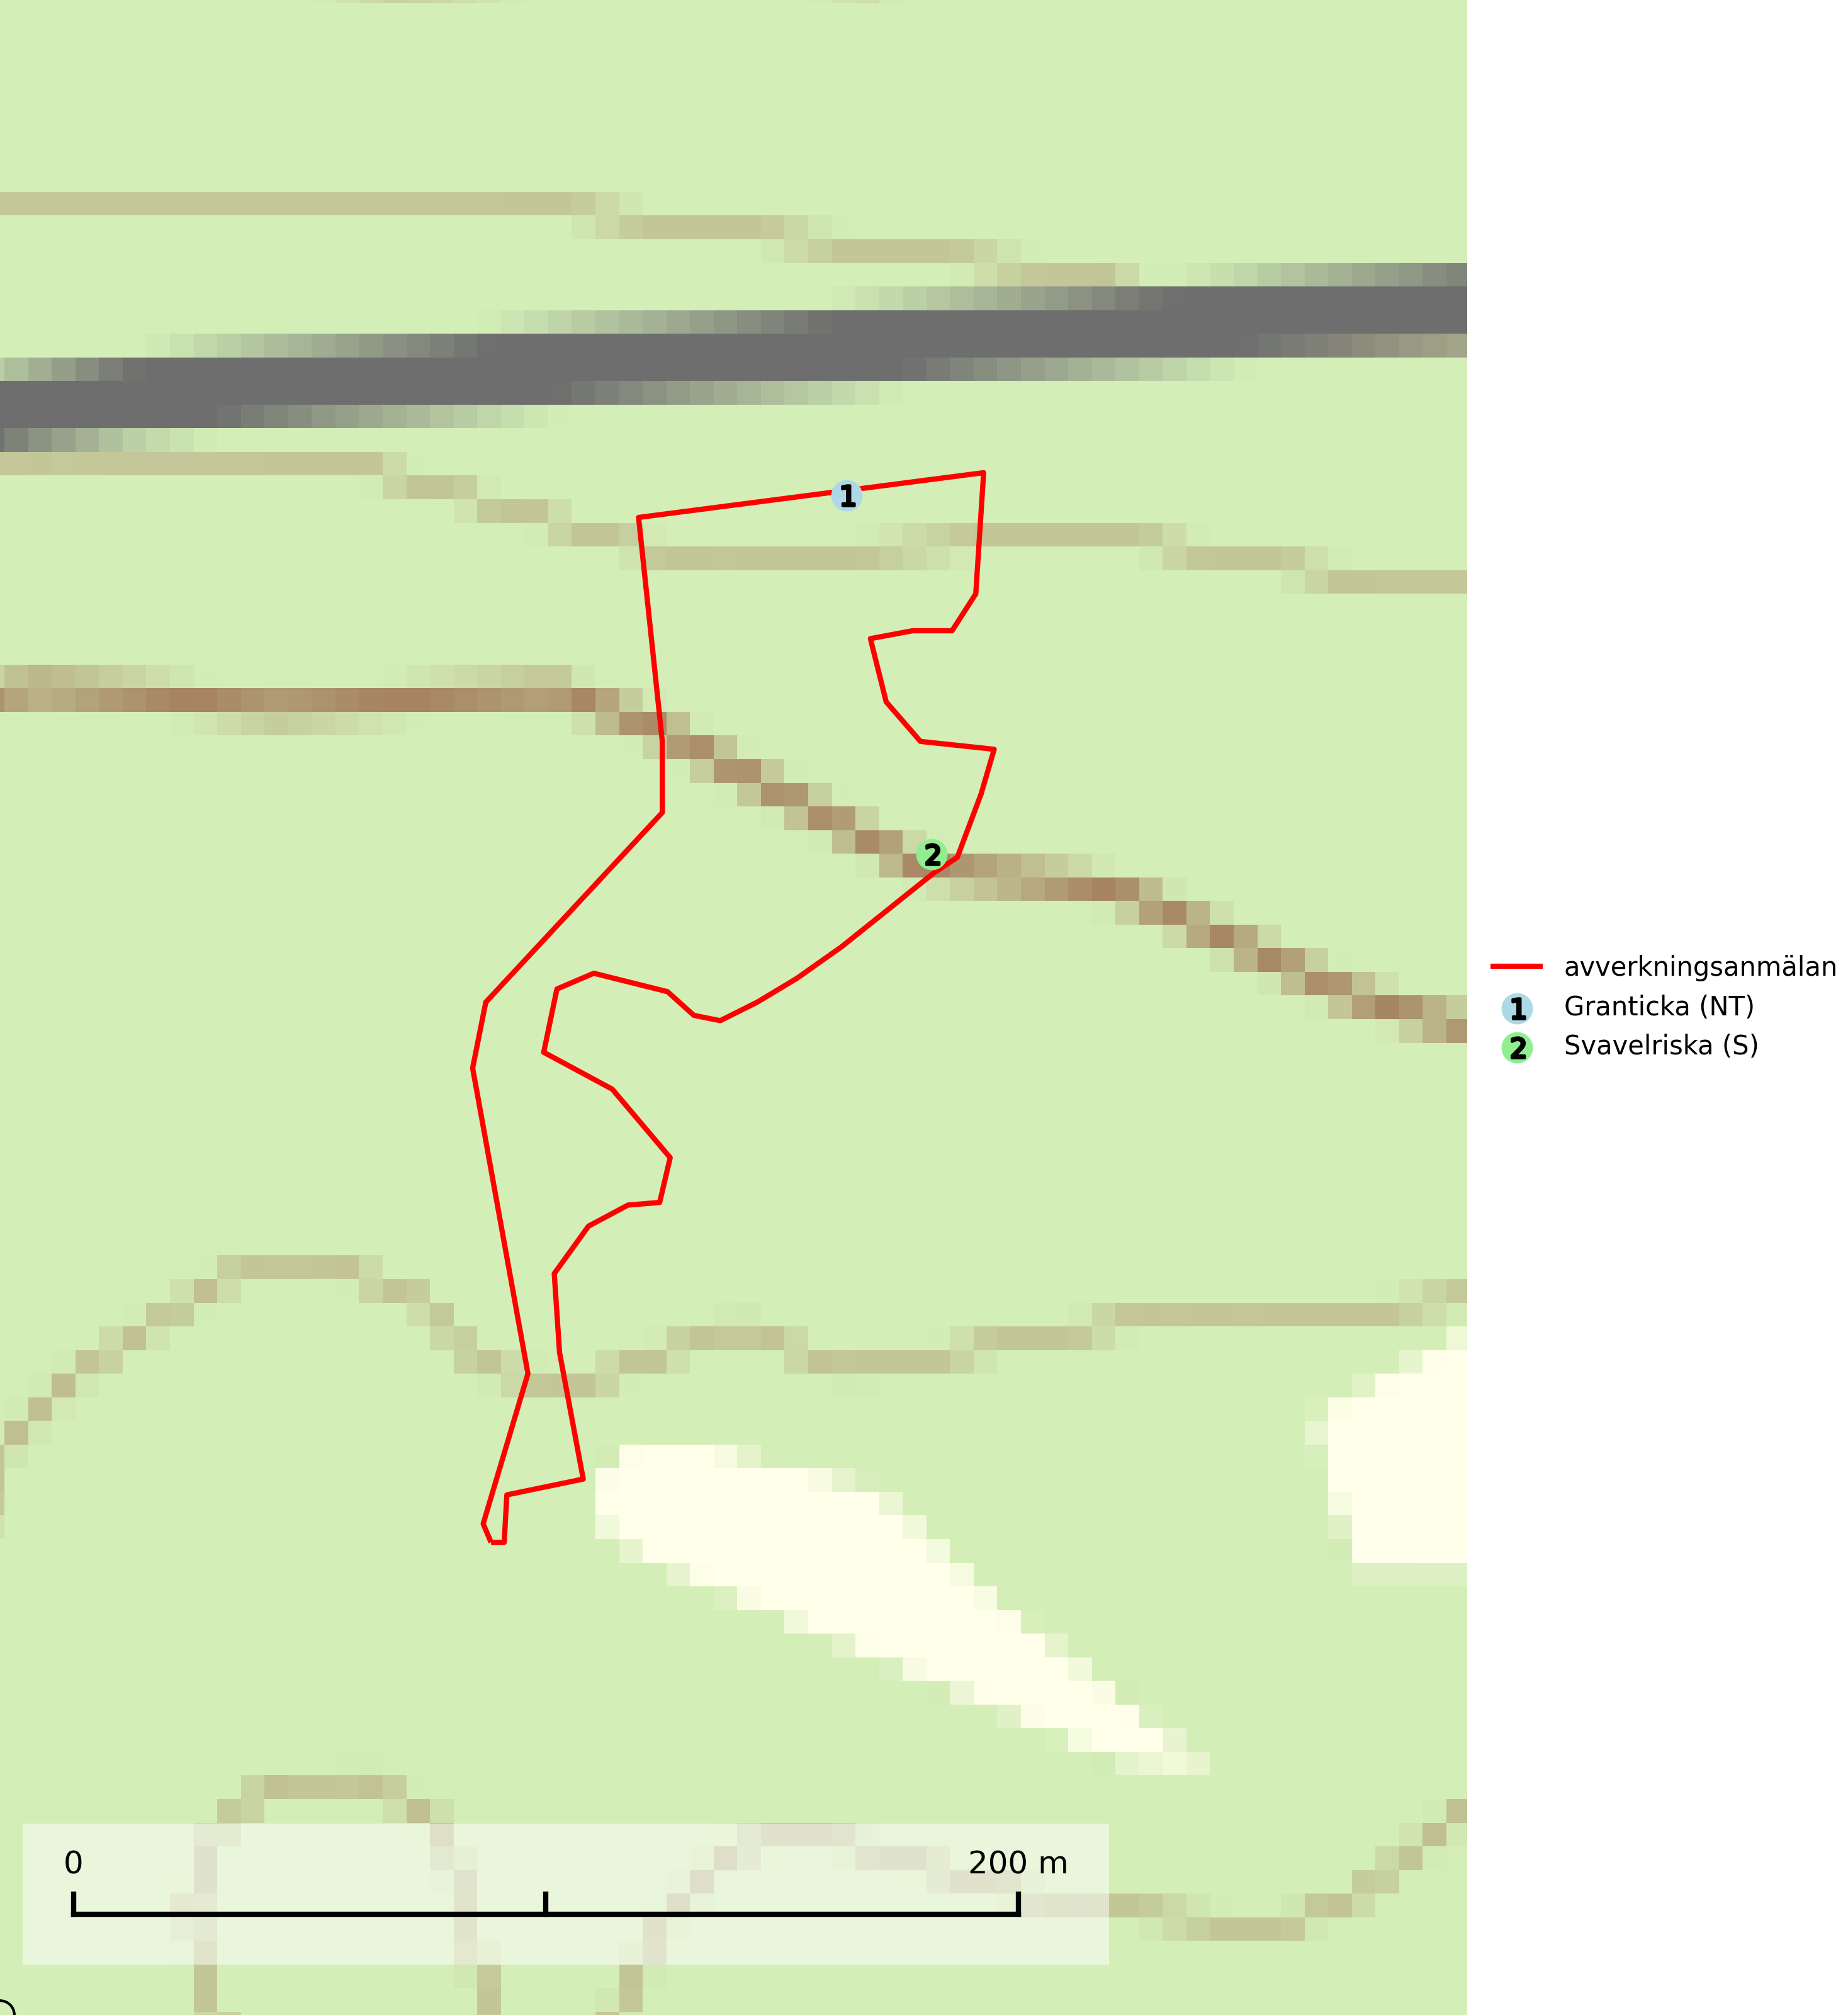 1
2
avverkningsanmälan
1 Granticka (NT)
2 Svavelriska (S)
0 200 m